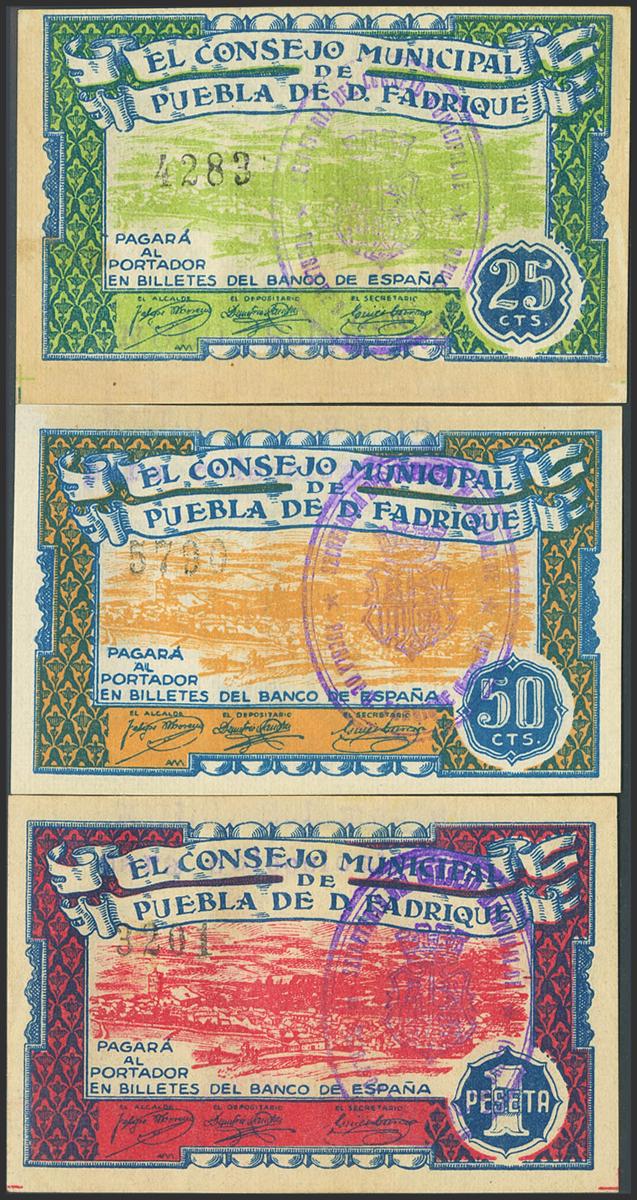 EL CONSEJO MUNICIPAL
DE
PUEBLA DE D. FADRIQUE
4283
PAGARÁ
AL
PORTADOR
EN BILLETES DEL BANCO DE ESPAÑA
25
CTS.
EL ALCALDE EL DEPOSITARIO EL SECRETARIO
EL CONSEJO MUNICIPAL
DE
PUEBLA DE D. FADRIQUE
5790
PAGARÁ
AL
PORTADOR
EN BILLETES DEL BANCO DE ESPAÑA
50
CTS.
EL ALCALDE EL DEPOSITARIO EL SECRETARIO
EL CONSEJO MUNICIPAL
DE
PUEBLA DE D. FADRIQUE
3201
PAGARÁ
AL
PORTADOR
EN BILLETES DEL BANCO DE ESPAÑA
1
PESETA
EL ALCALDE EL DEPOSITARIO EL SECRETARIO